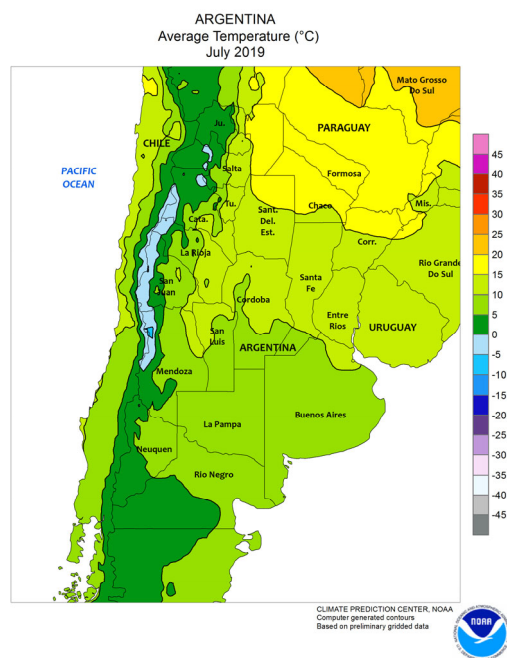 ARGENTINA
Average Temperature (°C)
July 2019
Mato Grosso
Do Sul
Ju.
PARAGUAY
CHILE
PACIFIC
OCEAN
Salta
Formosa
Tu.
Chaco
Mis.
Sant.
Del.
Est.
Cata.
Corr.
La Rioja
Rio Grande
Do Sul
San
Juan
Santa
Fe
Cordoba
Entre
Rios
URUGUAY
San
Luis
ARGENTINA
Mendoza
Buenos Aires
La Pampa
Neuquen
Rio Negro
45
40
35
30
25
20
15
10
5
0
-5
-10
-15
-20
-25
-30
-35
-40
-45
CLIMATE PREDICTION CENTER, NOAA
Computer generated contours
Based on preliminary gridded data
NOAA